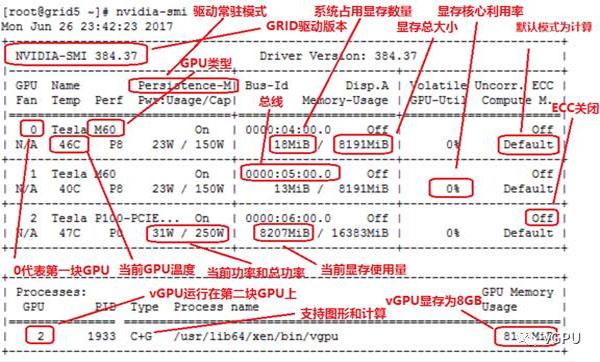 [root@grid5 ~]# nvidia-smi
Mon Jun 26 23:42:23 2017
驱动常驻模式
系统占用显存数量
显存核心利用率
GRID驱动版本
显存总大小
默认模式为计算
NVIDIA-SMI 384.37 Driver Version: 384.37
GPU类型
GPU Name Persistence-M| Bus-Id Disp.A | Volatile Uncorr. ECC
Fan Temp Perf Pwr:Usage/Cap| Memory-Usage | GPU-Util Compute M.
总线
ECC关闭
0 Tesla M60 On | 0000:04:00.0 Off | Off
N/A 46C P8 23W / 150W | 18MiB / 8191MiB | 0% Default
1 Tesla M60 On | 0000:05:00.0 Off | Off
N/A 40C P8 23W / 150W | 13MiB / 8191MiB | 0% Default
2 Tesla P100-PCIE... On | 0000:06:00.0 Off | Off
N/A 47C P0 31W / 250W | 8207MiB / 16383MiB | 0% Default
0代表第一块GPU
当前GPU温度
当前功率和总功率
当前显存使用量
Processes: GPU Memory
vGPU运行在第二块GPU上
支持图形和计算
vGPU显存为8GB
GPU PID Type Process name Usage
2 1933 C+G /usr/lib64/xen/bin/vgpu
vGPU